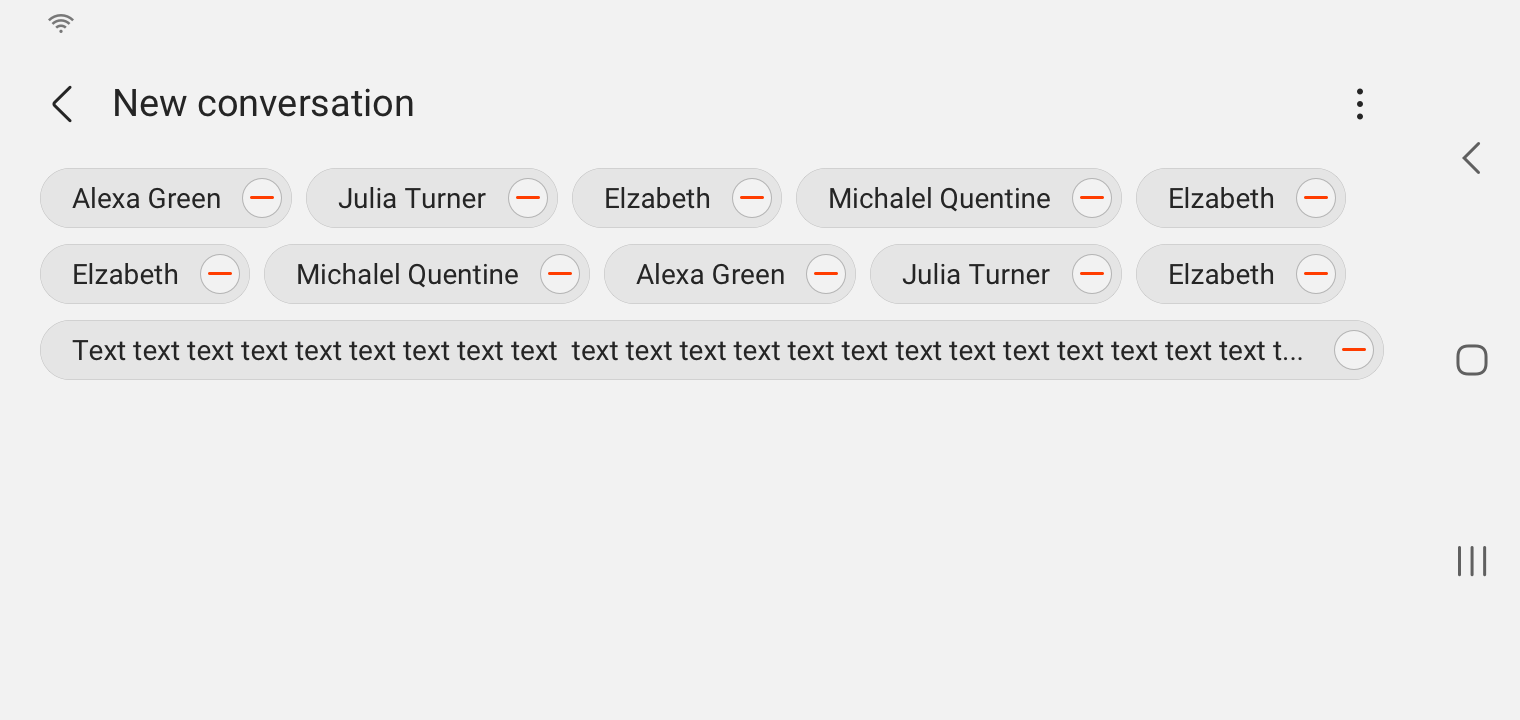 New conversation
Alexa Green Julia Turner Elzabeth Michalel Quentine Elzabeth
Elzabeth Michalel Quentine Alexa Green Julia Turner Elzabeth
Text text text text text text text text text  text text text text text text text text text text text text text t...